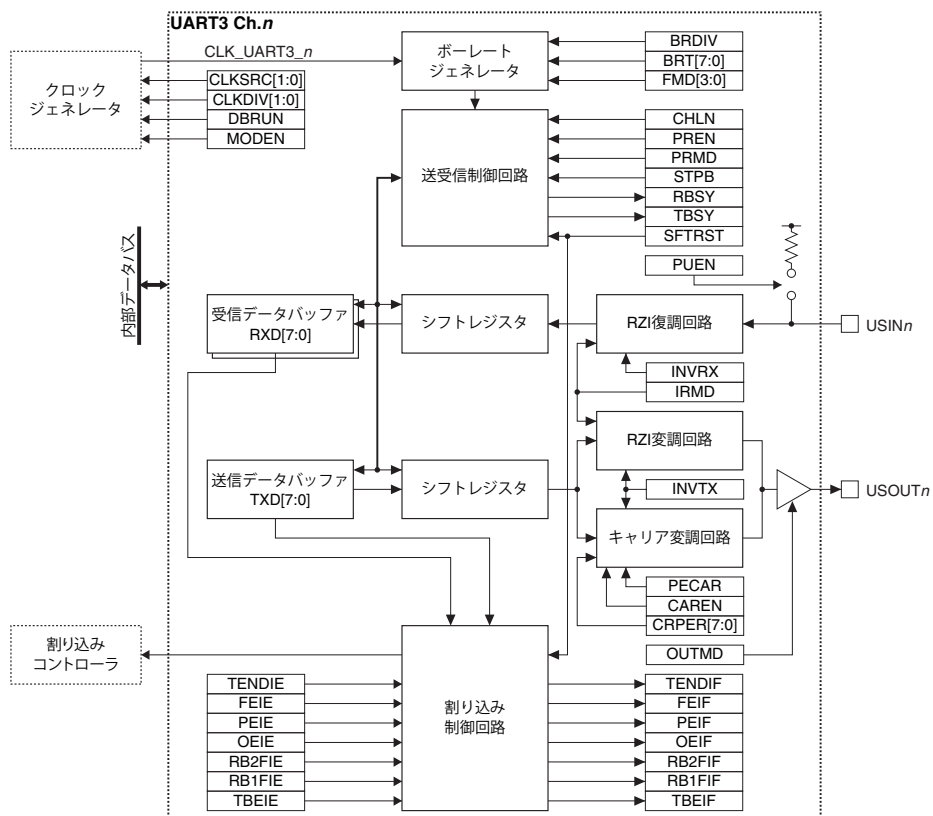 UART3 Ch.n
クロック
ジェネレータ
CLK_UART3_n
CLKSRC[1:0]
CLKDIV[1:0]
DBRUN
MODEN
ボーレート
ジェネレータ
BRDIV
BRT[7:0]
FMD[3:0]
送受信制御回路
CHLN
PREN
PRMD
STPB
RBSY
TBSY
SFTRST
PUEN
内部データバス
受信データバッファ
RXD[7:0]
シフトレジスタ
RZI復調回路
USINn
INVRX
IRMD
RZI変調回路
送信データバッファ
TXD[7:0]
シフトレジスタ
INVTX
USOUTn
キャリア変調回路
PECAR
CAREN
CRPER[7:0]
OUTMD
割り込み
コントローラ
割り込み
制御回路
TENDIE
FEIE
PEIE
OEIE
RB2FIE
RB1FIE
TBEIE
TENDIF
FEIF
PEIF
OEIF
RB2FIF
RB1FIF
TBEIF